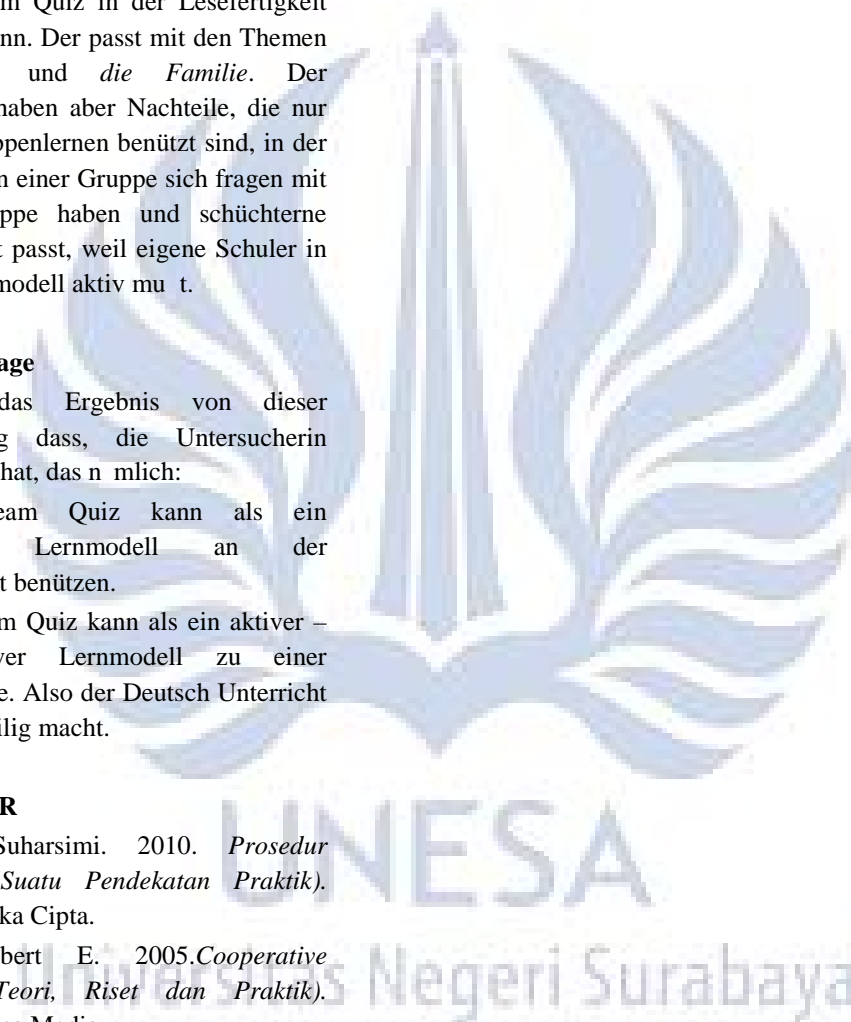 m Quiz in der Lesefertigkeit
nn. Der passt mit den Themen
und die Familie. Der
haben aber Nachteile, die nur
ppenlernen benützt sind, in der
n einer Gruppe sich fragen mit
ppe haben und schüchterne
t passt, weil eigene Schuler in
modell aktiv mu t.
age
das Ergebnis von dieser
g dass, die Untersucherin
hat, das n mlich:
eam Quiz kann als ein
Lernmodell an der
t benützen.
m Quiz kann als ein aktiver –
ver Lernmodell zu einer
e. Also der Deutsch Unterricht
ilig macht.
R
Suharsimi. 2010. Prosedur
Suatu Pendekatan Praktik).
ka Cipta.
bert E. 2005.Cooperative
Teori, Riset dan Praktik).
Media
UNESA
Universitas Negeri Surabaya